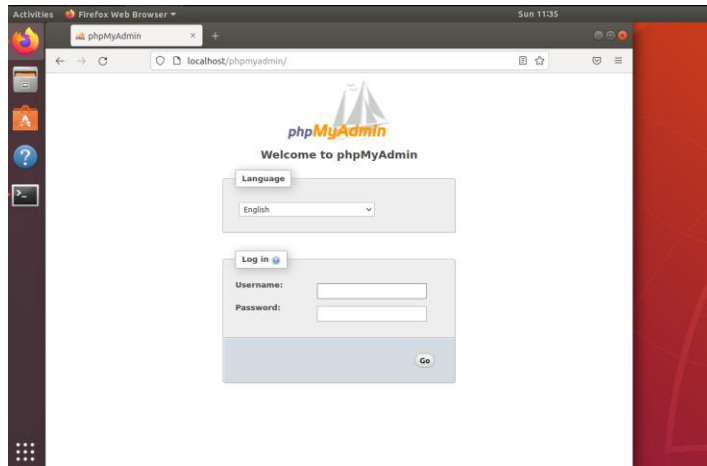 Activities Firefox Web Browser Sun 11:35
phpMyAdmin
localhost/phpmyadmin/
phpMyAdmin
Welcome to phpMyAdmin
Language
English
Log in
Username:
Password:
Go